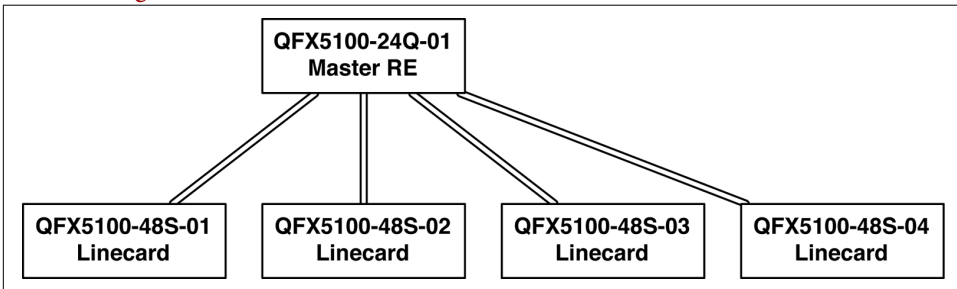 QFX5100-24Q-01
Master RE
QFX5100-48S-01
Linecard
QFX5100-48S-02
Linecard
QFX5100-48S-03
Linecard
QFX5100-48S-04
Linecard